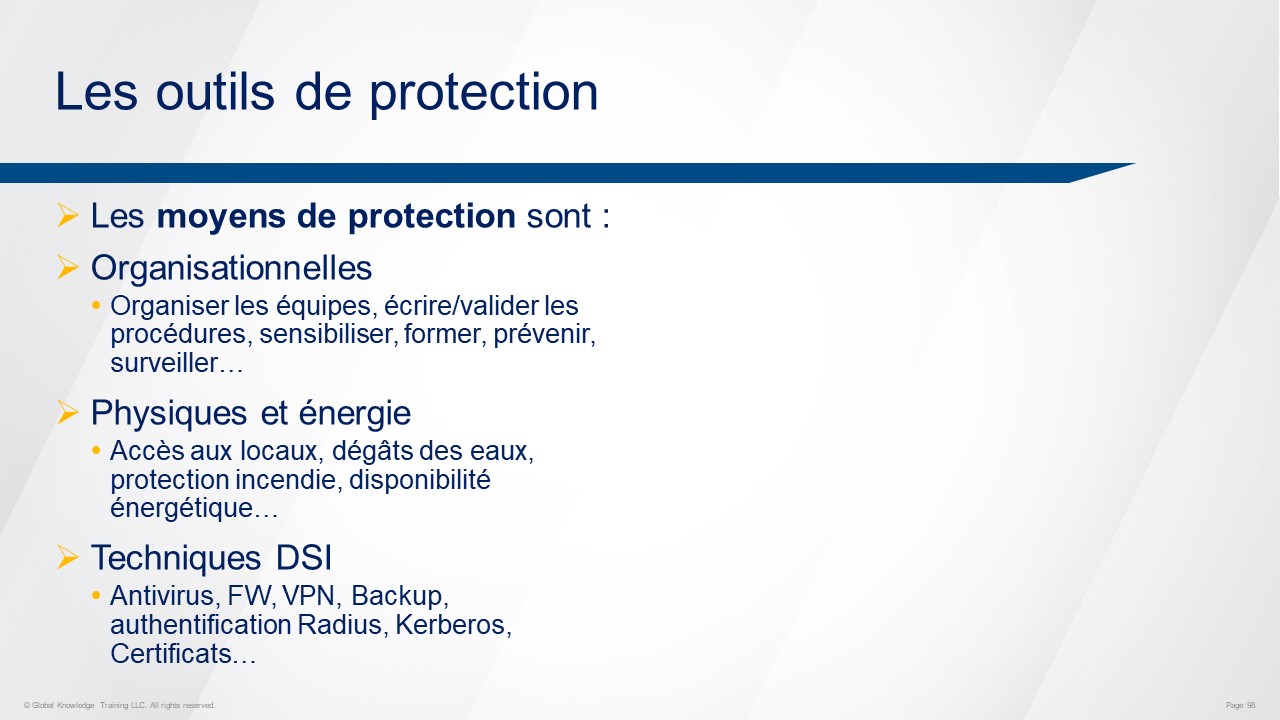 Les outils de protection
Les moyens de protection sont :
Organisationnelles
Organiser les équipes, écrire/valider les
procédures, sensibiliser, former, prévenir,
surveiller…
Physiques et énergie
Accès aux locaux, dégâts des eaux,
protection incendie, disponibilité
énergétique…
Techniques DSI
Antivirus, FW, VPN, Backup,
authentification Radius, Kerberos,
Certificats…
© Global Knowledge Training LLC. All rights reserved.
Page 98